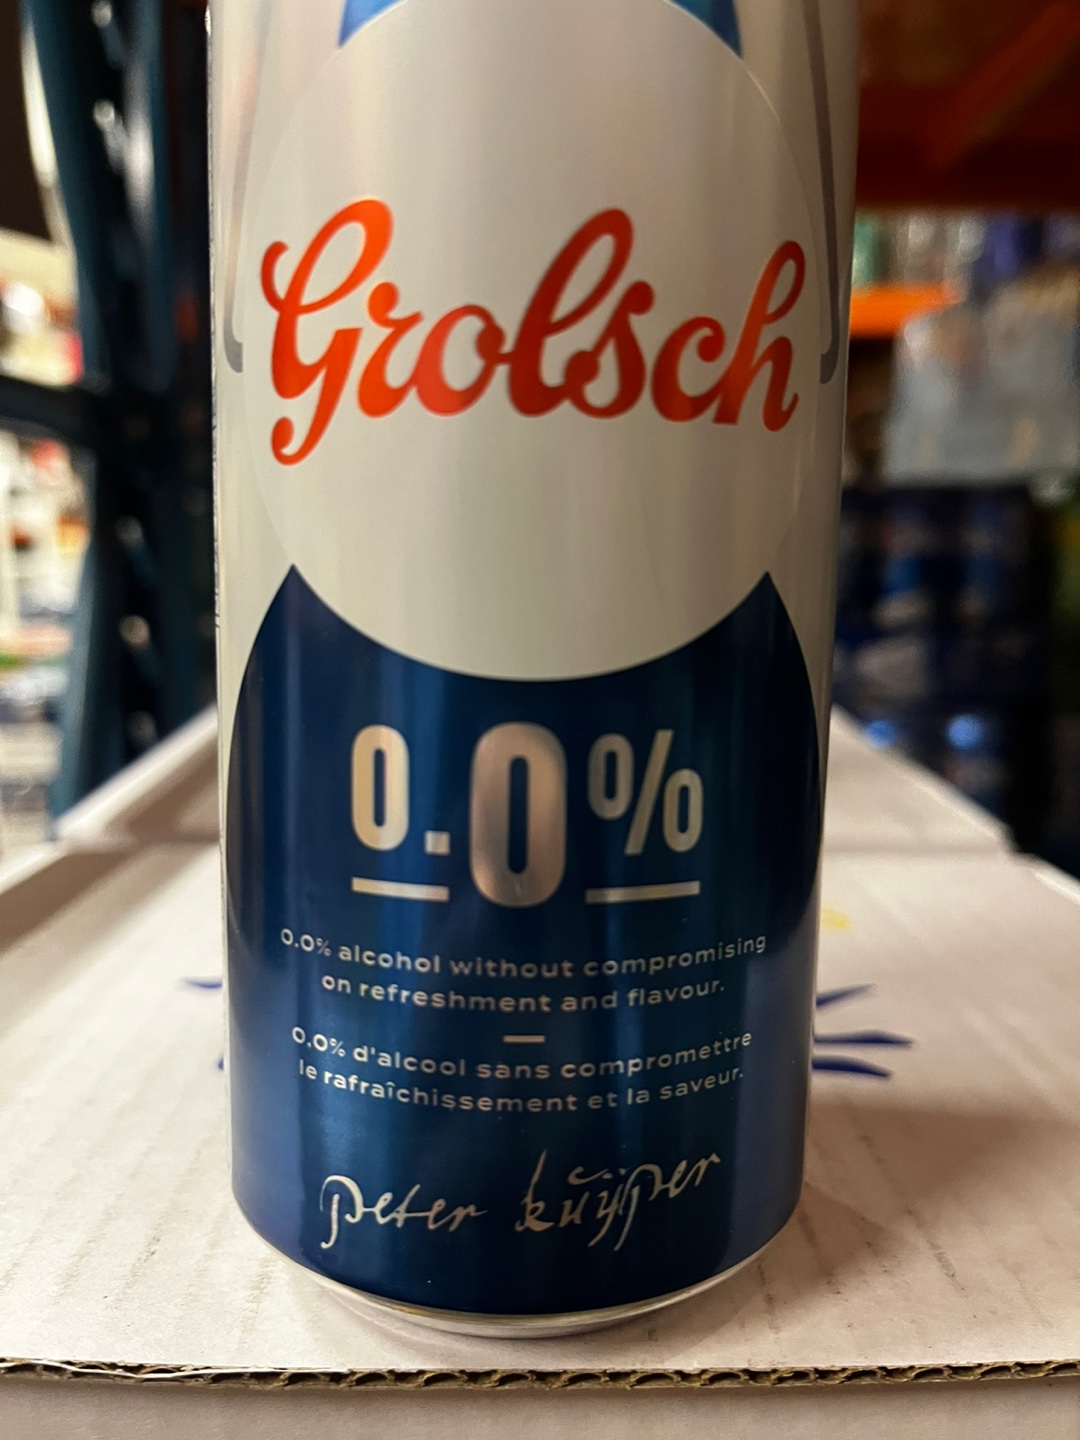 Grolsch
0.0%
0.0% alcohol without compromising
on refreshment and flavour.
0.0% d'alcool sans compromettre
le rafraîchissement et la saveur.
peter kŭÿper